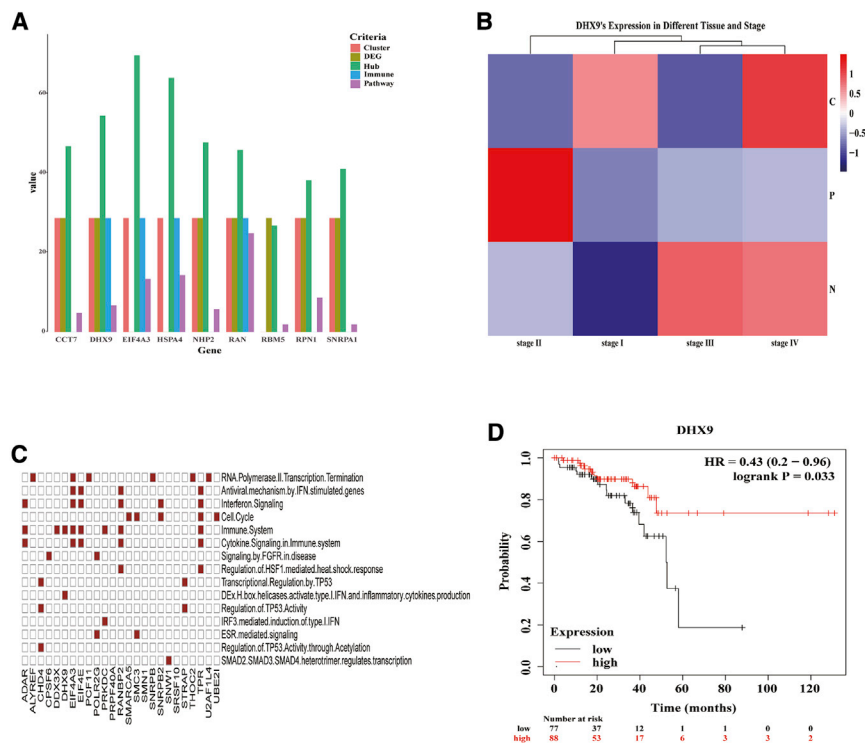 A
Criteria
Cluster
DEG
Hub
Immune
Pathway
60
40
20
0
value
CCT7 DHX9 EIF4A3 HSPA4 NHP2 RAN RBM5 RPN1 SNRPA1
Gene
B
DHX9's Expression in Different Tissue and Stage
C
P
N
1
0.5
0
−0.5
−1
stage II stage I stage III stage IV
C
RNA.Polymerase.II.Transcription.Termination
Antiviral.mechanism.by.IFN.stimulated.genes
Interferon.Signaling
Cell.Cycle
Immune.System
Cytokine.Signaling.in.Immune.system
Signaling.by.FGFR.in.disease
Regulation.of.HSF1.mediated.heat.shock.response
Transcriptional.Regulation.by.TP53
DEx.H.box.helicases.activate.type.I.IFN.and.inflammatory.cytokines.production
Regulation.of.TP53.Activity
IRF3.mediated.induction.of.type.I.IFN
ESR.mediated.signaling
Regulation.of.TP53.Activity.through.Acetylation
SMAD2.SMAD3.SMAD4.heterotrimer.regulates.transcription
ADAR
ALYREF
CHD4
CPSF6
DDX3X
DHX9
EIF4A3
EIF4E
PCF11
POLR2G
PRKDC
PRPF40A
RANBP2
SMARCA5
SMC3
SMN1
SNRPB
SNRPB2
SNW1
SRSF10
STRAP
THOC2
TPR
U2AF1L4
UBE2I
D
DHX9
HR = 0.43 (0.2 − 0.96)
logrank P = 0.033
Probability
1.0
0.8
0.6
0.4
0.2
0.0
Expression
low
high
0 20 40 60 80 100 120
Time (months)
Number at risk
low 77 37 12 1 1 0 0
high 88 53 17 6 3 3 2